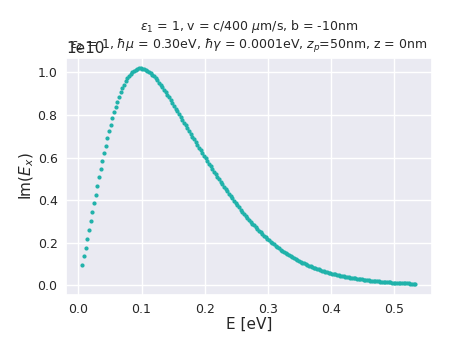 ε₁ = 1, v = c/400 μm/s, b = -10nm
= 1, ħμ = 0.30eV, ħγ = 0.0001eV, zₚ=50nm, z = 0nm
1e10
1.0
0.8
0.6
0.4
0.2
0.0
Im(Eₓ)
0.0 0.1 0.2 0.3 0.4 0.5
E [eV]